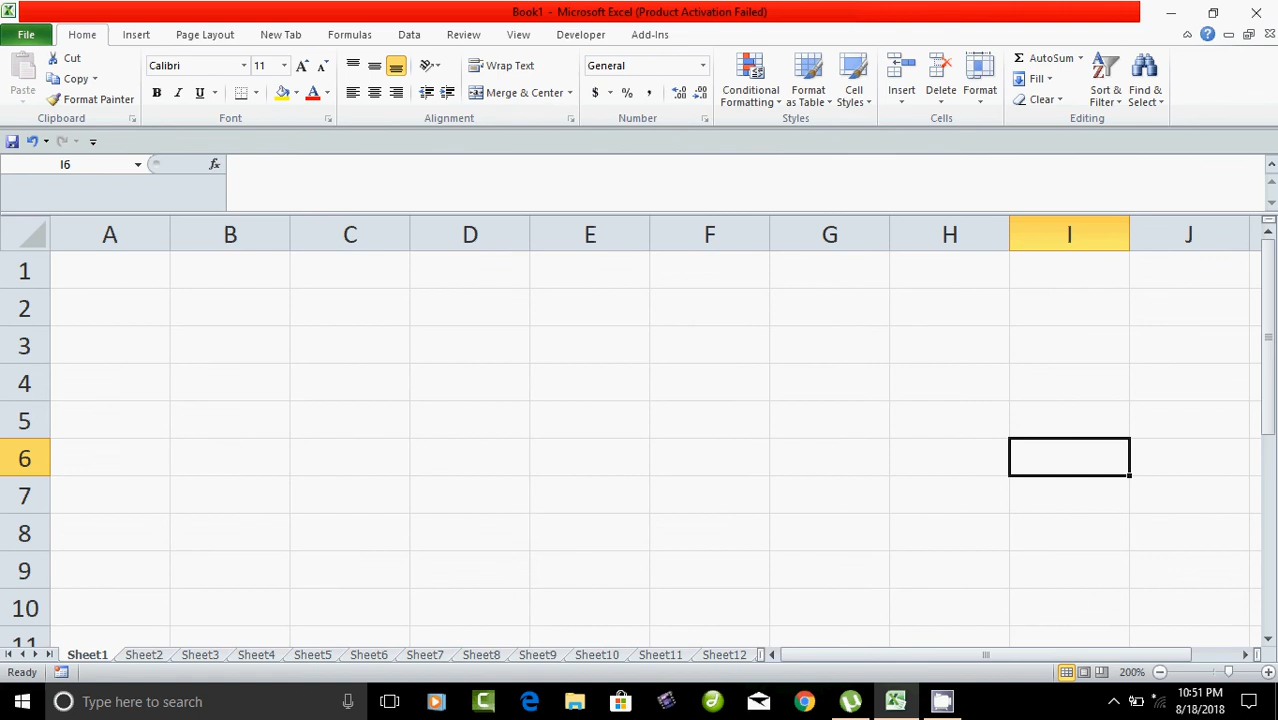 Book1 - Microsoft Excel (Product Activation Failed)
File Home Insert Page Layout New Tab Formulas Data Review View Developer Add-Ins
Paste
Cut
Copy
Format Painter
Clipboard
Calibri 11
B I U
Font
Wrap Text
Merge & Center
Alignment
General
$ % ,
Number
Conditional Formatting
Format as Table
Cell Styles
Styles
Insert Delete Format
Cells
AutoSum
Fill
Clear
Sort & Filter
Find & Select
Editing
I6 fx
A B C D E F G H I J
1
2
3
4
5
6
7
8
9
10
11
Sheet1 Sheet2 Sheet3 Sheet4 Sheet5 Sheet6 Sheet7 Sheet8 Sheet9 Sheet10 Sheet11 Sheet12
Ready 200%
Type here to search
10:51 PM
8/18/2018